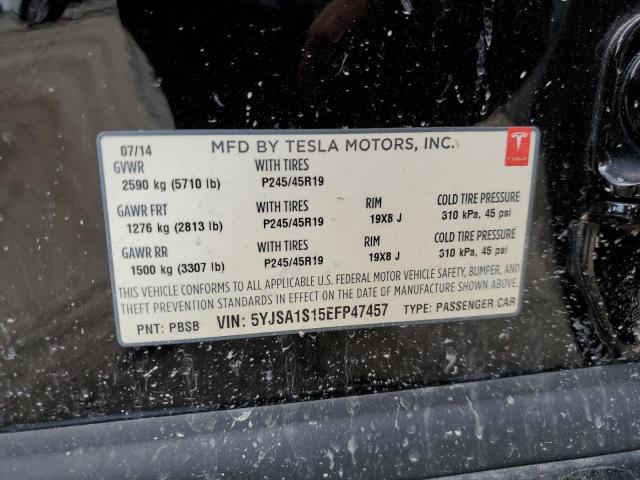 07/14 MFD BY TESLA MOTORS, INC.
GVWR WITH TIRES
2590 kg (5710 lb) P245/45R19
GAWR FRT WITH TIRES RIM COLD TIRE PRESSURE
1276 kg (2813 lb) P245/45R19 19X8 J 310 kPa, 45 psi
GAWR RR WITH TIRES RIM COLD TIRE PRESSURE
1500 kg (3307 lb) P245/45R19 19X8 J 310 kPa, 45 psi
THIS VEHICLE CONFORMS TO ALL APPLICABLE U.S. FEDERAL MOTOR VEHICLE SAFETY, BUMPER, AND
THEFT PREVENTION STANDARDS IN EFFECT ON THE DATE OF MANUFACTURE SHOWN ABOVE.
PNT: PBSB VIN: 5YJSA1S15EFP47457 TYPE: PASSENGER CAR
TESLA